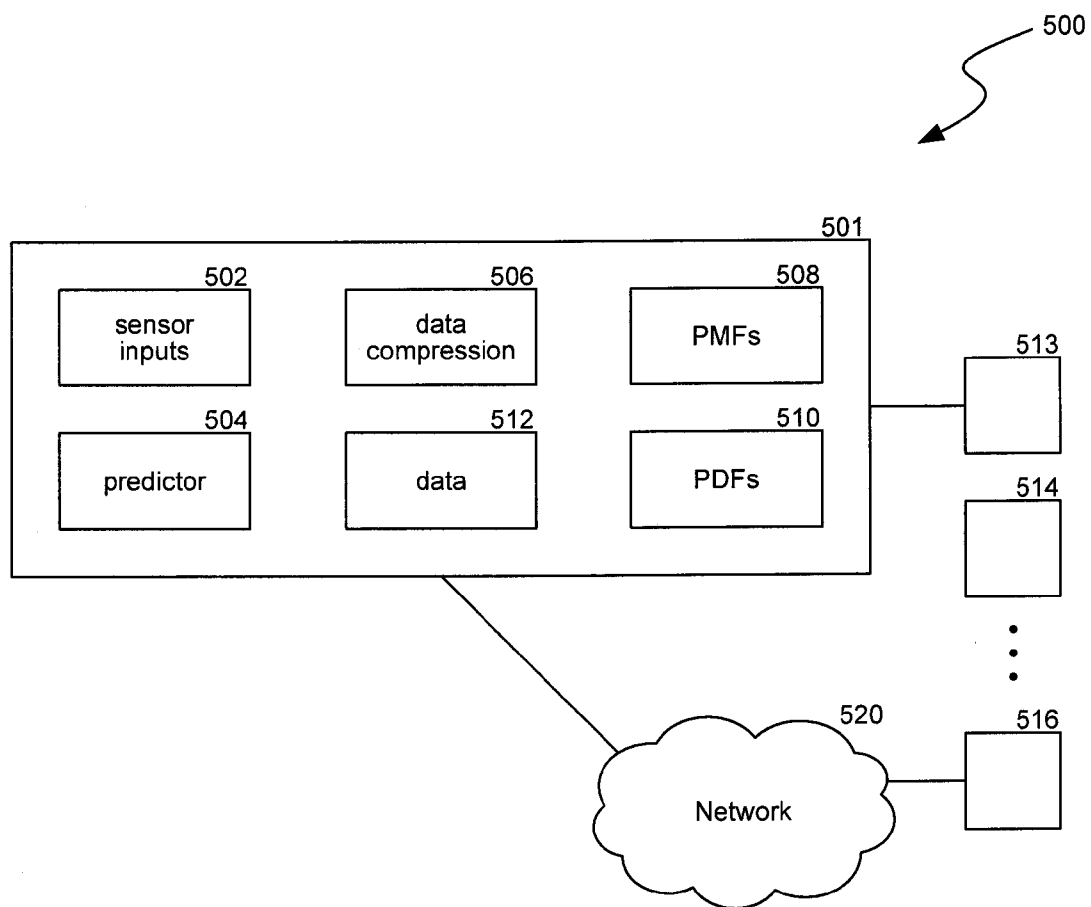 500
501
502
506
508
sensor
inputs
data
compression
PMFs
513
504
512
510
predictor
data
PDFs
514
520
516
Network